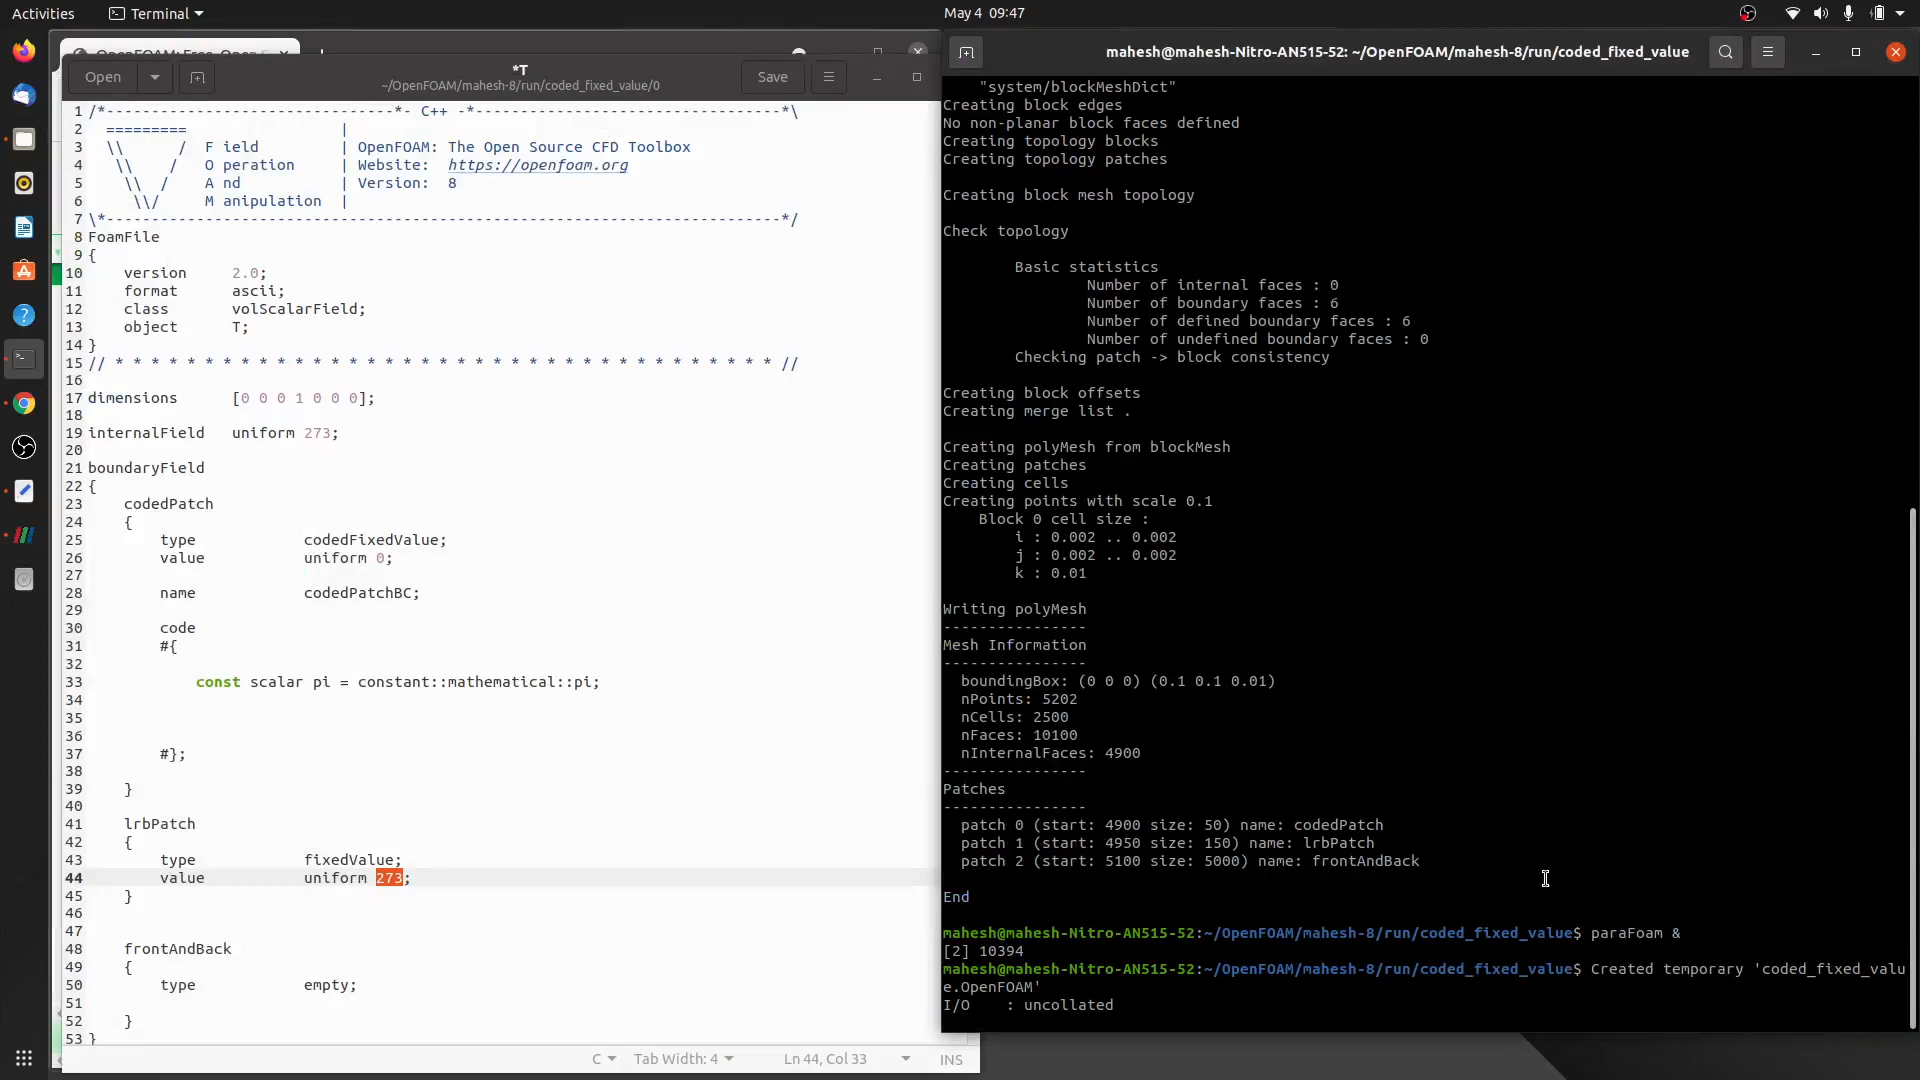 Activities
Terminal
May 4 09:47
OpenFOAM: Free, Open
Open
*T
~/OpenFOAM/mahesh-8/run/coded_fixed_value/0
Save
1 /*--------------------------------*- C++ -*----------------------------------*\
2   =========                 |
3   \\      /  F ield         | OpenFOAM: The Open Source CFD Toolbox
4    \\    /   O peration     | Website:  https://openfoam.org
5     \\  /    A nd           | Version:  8
6      \\/     M anipulation  |
7 \*---------------------------------------------------------------------------*/
8 FoamFile
9 {
10     version     2.0;
11     format      ascii;
12     class       volScalarField;
13     object      T;
14 }
15 // * * * * * * * * * * * * * * * * * * * * * * * * * * * * * * * * * * * * * //
16
17 dimensions      [0 0 0 1 0 0 0];
18
19 internalField   uniform 273;
20
21 boundaryField
22 {
23     codedPatch
24     {
25         type            codedFixedValue;
26         value           uniform 0;
27
28         name            codedPatchBC;
29
30         code
31         #{
32
33             const scalar pi = constant::mathematical::pi;
34
35
36
37         #};
38
39     }
40
41     lrbPatch
42     {
43         type            fixedValue;
44         value           uniform 273;
45     }
46
47
48     frontAndBack
49     {
50         type            empty;
51
52     }
53 }
C
Tab Width: 4
Ln 44, Col 33
INS
mahesh@mahesh-Nitro-AN515-52: ~/OpenFOAM/mahesh-8/run/coded_fixed_value
"system/blockMeshDict"
Creating block edges
No non-planar block faces defined
Creating topology blocks
Creating topology patches
Creating block mesh topology
Check topology
Basic statistics
Number of internal faces : 0
Number of boundary faces : 6
Number of defined boundary faces : 6
Number of undefined boundary faces : 0
Checking patch -> block consistency
Creating block offsets
Creating merge list .
Creating polyMesh from blockMesh
Creating patches
Creating cells
Creating points with scale 0.1
Block 0 cell size :
i : 0.002 .. 0.002
j : 0.002 .. 0.002
k : 0.01
Writing polyMesh
----------------
Mesh Information
----------------
boundingBox: (0 0 0) (0.1 0.1 0.01)
nPoints: 5202
nCells: 2500
nFaces: 10100
nInternalFaces: 4900
----------------
Patches
----------------
patch 0 (start: 4900 size: 50) name: codedPatch
patch 1 (start: 4950 size: 150) name: lrbPatch
patch 2 (start: 5100 size: 5000) name: frontAndBack
End
mahesh@mahesh-Nitro-AN515-52:~/OpenFOAM/mahesh-8/run/coded_fixed_value$ paraFoam &
[2] 10394
mahesh@mahesh-Nitro-AN515-52:~/OpenFOAM/mahesh-8/run/coded_fixed_value$ Created temporary 'coded_fixed_valu
e.OpenFOAM'
I/O    : uncollated